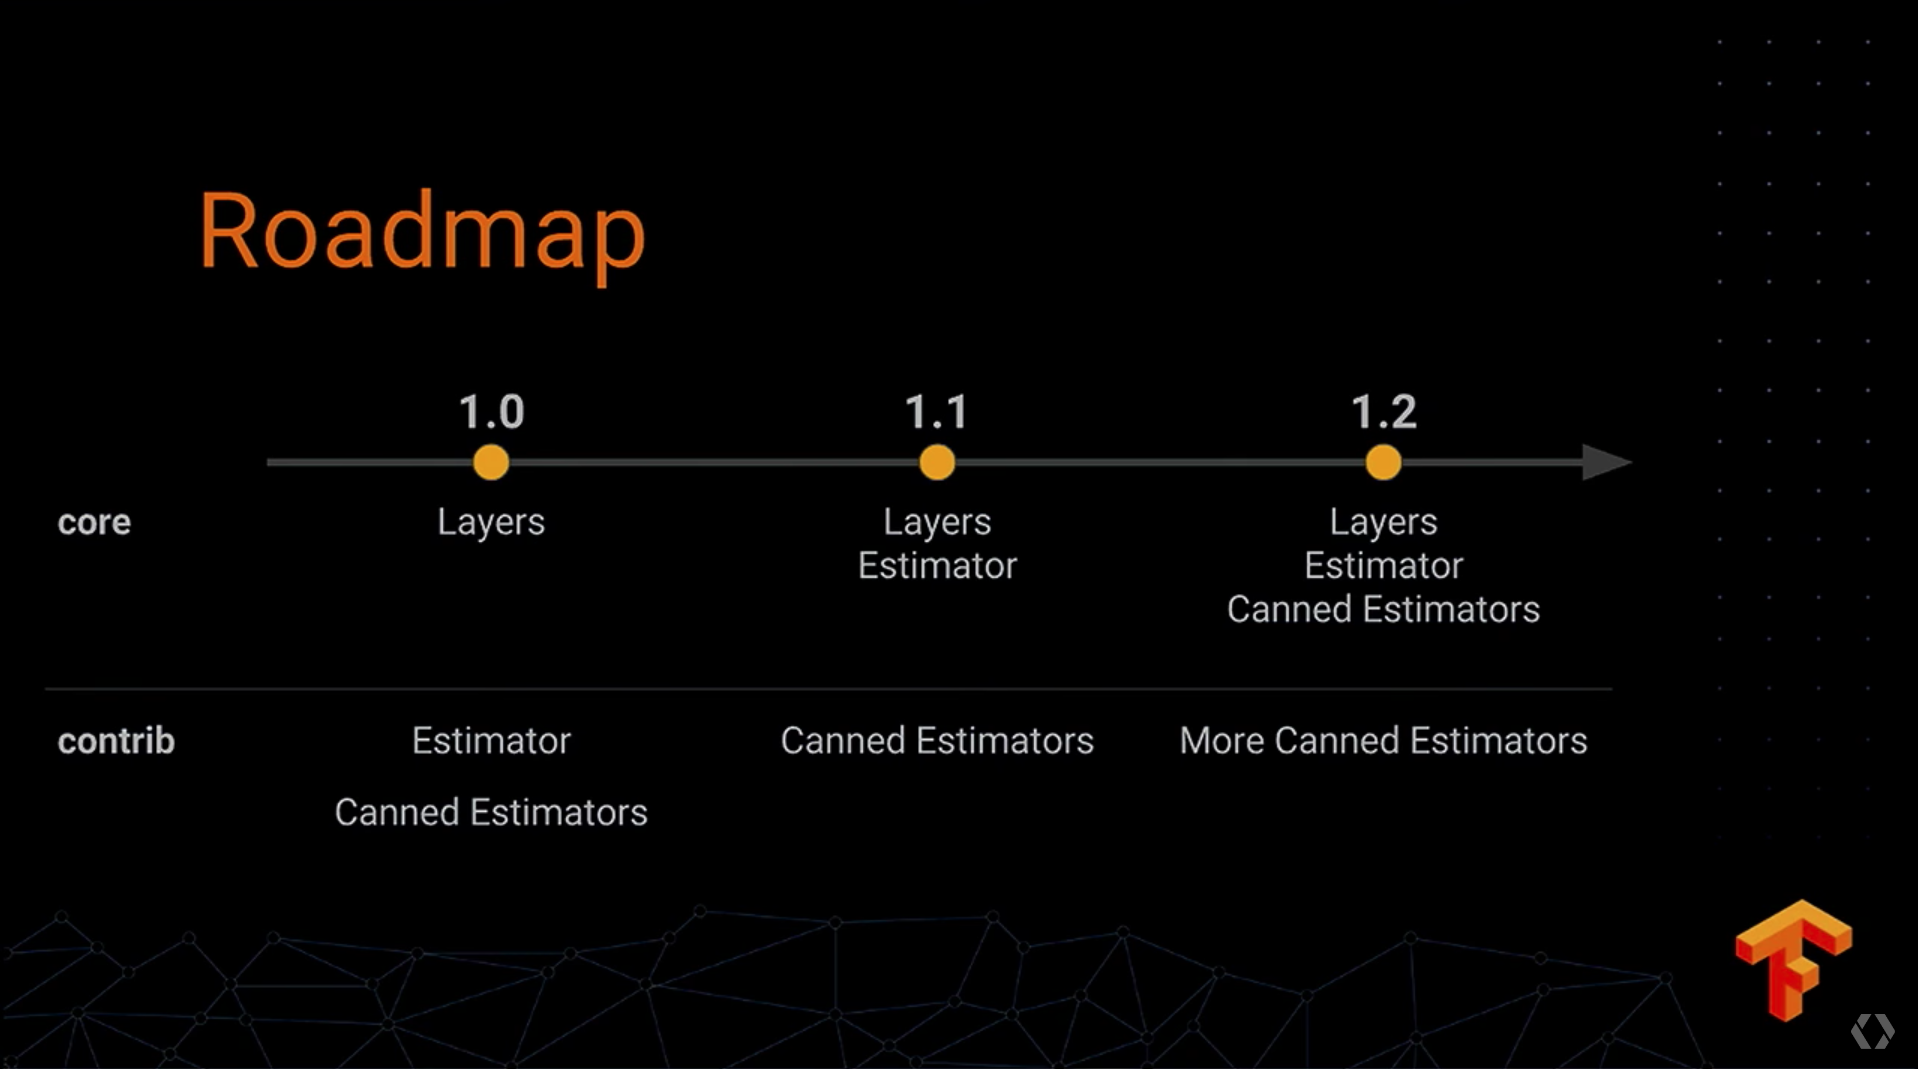 Roadmap
1.0
1.1
1.2
core
Layers
Layers
Estimator
Layers
Estimator
Canned Estimators
contrib
Estimator
Canned Estimators
Canned Estimators
More Canned Estimators